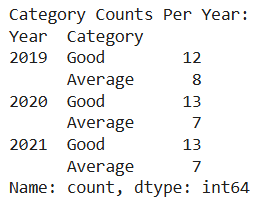 Category Counts Per Year:
Year  Category
2019  Good        12
      Average      8
2020  Good        13
      Average      7
2021  Good        13
      Average      7
Name: count, dtype: int64